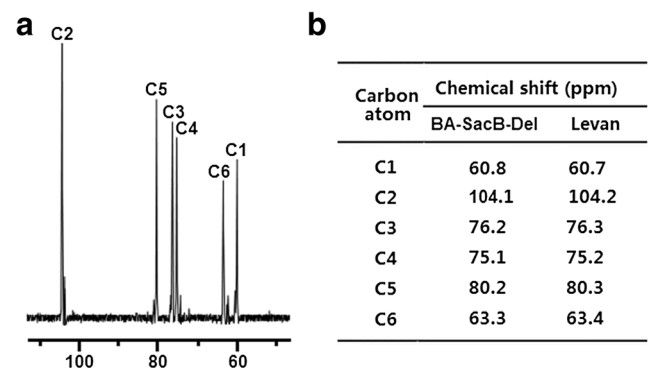 a
C2
C5
C3
C4
C1
C6
100 80 60
b
Carbon atom
Chemical shift (ppm)
BA-SacB-Del Levan
C1 60.8 60.7
C2 104.1 104.2
C3 76.2 76.3
C4 75.1 75.2
C5 80.2 80.3
C6 63.3 63.4